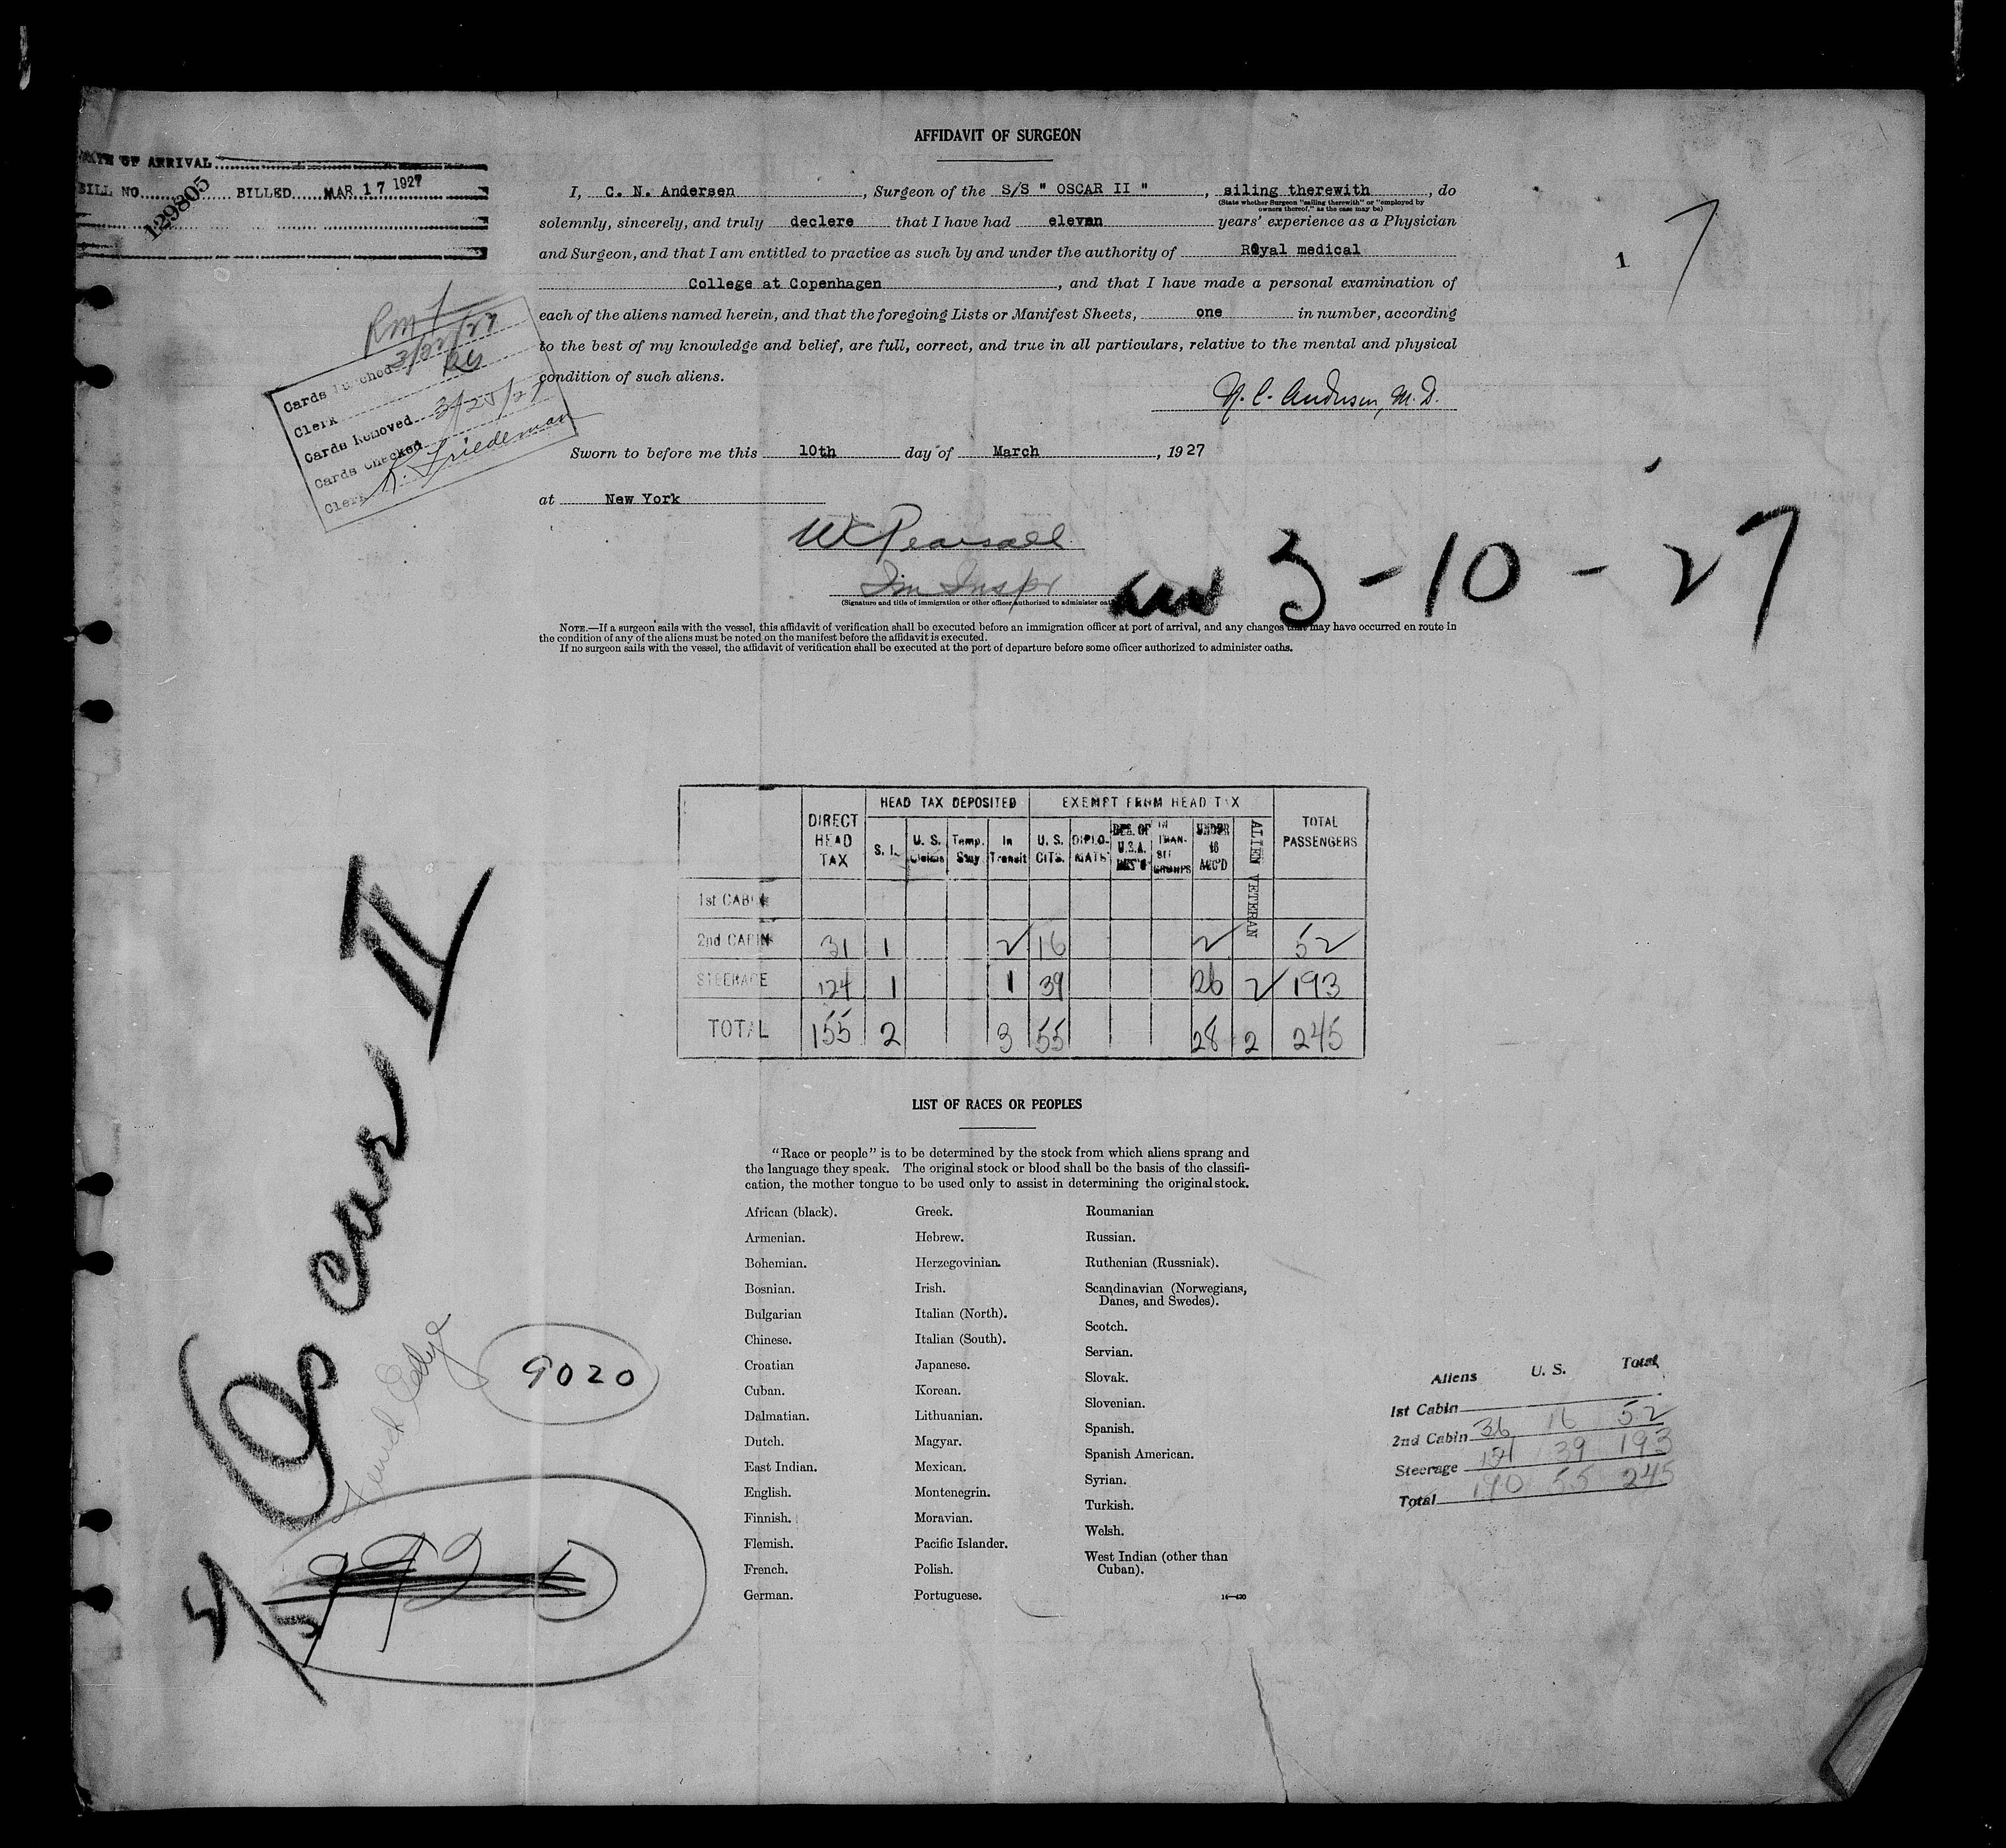 AFFIDAVIT OF SURGEON
DATE OF ARRIVAL
BILL NO. 129805 BILLED MAR 17 1927
I, C. N. Andersen, Surgeon of the S/S " OSCAR II ", siling therewith, do
(State whether Surgeon "sailing therewith" or "employed by
owners thereof," as the case may be)
solemnly, sincerely, and truly declere that I have had eleven years' experience as a Physician
and Surgeon, and that I am entitled to practice as such by and under the authority of Royal medical
College at Copenhagen, and that I have made a personal examination of
each of the aliens named herein, and that the foregoing Lists or Manifest Sheets, one in number, according
to the best of my knowledge and belief, are full, correct, and true in all particulars, relative to the mental and physical
condition of such aliens.
N. C. Andersen, M. D.
1
7
Cards Punched 3/22/27
Clerk
Cards Removed 3/25/27
Cards Checked
Clerk K. Friedeman
Sworn to before me this 10th day of March, 1927
at New York
W C Pearsall
Im Inspr
(Signature and title of immigration or other officer authorized to administer oaths
3-10-27
NOTE.—If a surgeon sails with the vessel, this affidavit of verification shall be executed before an immigration officer at port of arrival, and any changes that may have occurred en route in
the condition of any of the aliens must be noted on the manifest before the affidavit is executed.
If no surgeon sails with the vessel, the affidavit of verification shall be executed at the port of departure before some officer authorized to administer oaths.
DIRECT HEAD TAX HEAD TAX DEPOSITED EXEMPT FROM HEAD TAX TOTAL PASSENGERS
S. I. U. S. Claims Temp. Stay In Transit U. S. CITS. DIPLOMATS RES. OF U.S.A. RES'G IN TRANSIT GROUPS UNDER 16 ACC'D ALIEN VETERAN
1st CABIN
2nd CABIN 31 1 2 16 2 52
STEERAGE 124 1 1 39 26 2 193
TOTAL 155 2 3 55 28 2 245
LIST OF RACES OR PEOPLES
"Race or people" is to be determined by the stock from which aliens sprang and
the language they speak. The original stock or blood shall be the basis of the classifi-
cation, the mother tongue to be used only to assist in determining the original stock.
African (black).
Armenian.
Bohemian.
Bosnian.
Bulgarian
Chinese.
Croatian
Cuban.
Dalmatian.
Dutch.
East Indian.
English.
Finnish.
Flemish.
French.
German.
Greek.
Hebrew.
Herzegovinian.
Irish.
Italian (North).
Italian (South).
Japanese.
Korean.
Lithuanian.
Magyar.
Mexican.
Montenegrin.
Moravian.
Pacific Islander.
Polish.
Portuguese.
Roumanian
Russian.
Ruthenian (Russniak).
Scandinavian (Norwegians,
Danes, and Swedes).
Scotch.
Servian.
Slovak.
Slovenian.
Spanish.
Spanish American.
Syrian.
Turkish.
Welsh.
West Indian (other than
Cuban).
S/S Oscar II
9020
Aliens U. S. Total
1st Cabin
2nd Cabin 36 16 52
Steerage 154 39 193
Total 190 55 245